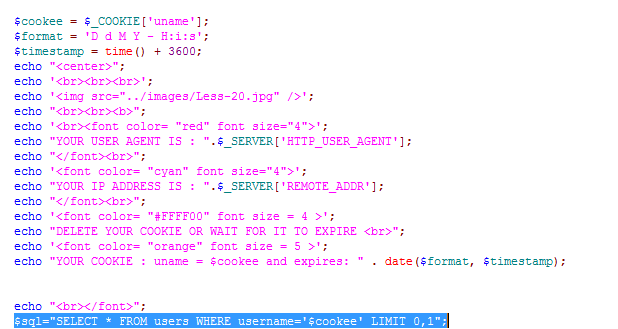 $cookee = $_COOKIE['uname'];
$format = 'D d M Y - H:i:s';
$timestamp = time() + 3600;
echo "<center>";
echo '<br><br><br>';
echo '<img src="../images/Less-20.jpg" />';
echo "<br><br><b>";
echo '<br><font color= "red" font size="4">';
echo "YOUR USER AGENT IS : ".$_SERVER['HTTP_USER_AGENT'];
echo "</font><br>";
echo '<font color= "cyan" font size="4">';
echo "YOUR IP ADDRESS IS : ".$_SERVER['REMOTE_ADDR'];
echo "</font><br>";
echo '<font color= "#FFFF00" font size = 4 >';
echo "DELETE YOUR COOKIE OR WAIT FOR IT TO EXPIRE <br>";
echo '<font color= "orange" font size = 5 >';
echo "YOUR COOKIE : uname = $cookee and expires: " . date($format, $timestamp);
echo "<br></font>";
$sql="SELECT * FROM users WHERE username='$cookee' LIMIT 0,1";